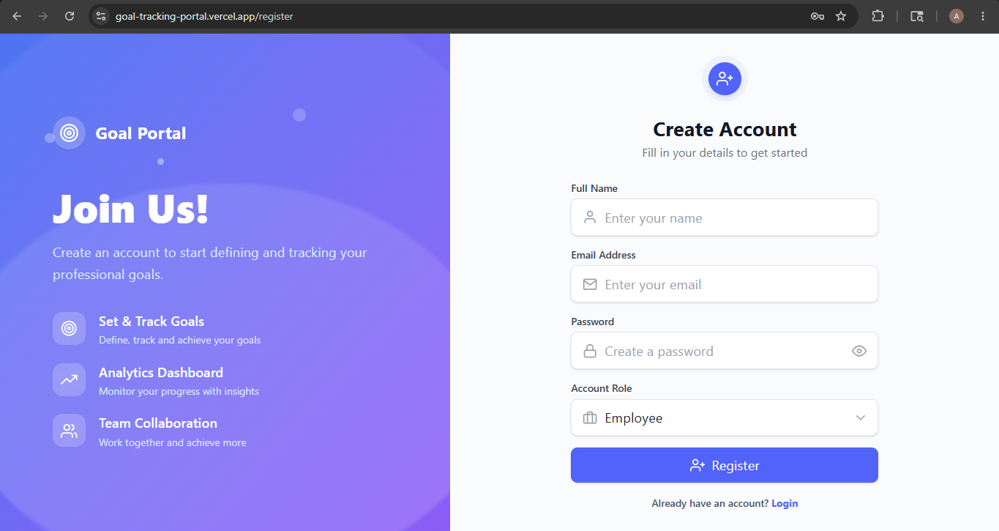 goal-tracking-portal.vercel.app/register
A
Goal Portal
Join Us!
Create an account to start defining and tracking your
professional goals.
Set & Track Goals
Define, track and achieve your goals
Analytics Dashboard
Monitor your progress with insights
Team Collaboration
Work together and achieve more
Create Account
Fill in your details to get started
Full Name
Enter your name
Email Address
Enter your email
Password
Create a password
Account Role
Employee
Register
Already have an account? Login